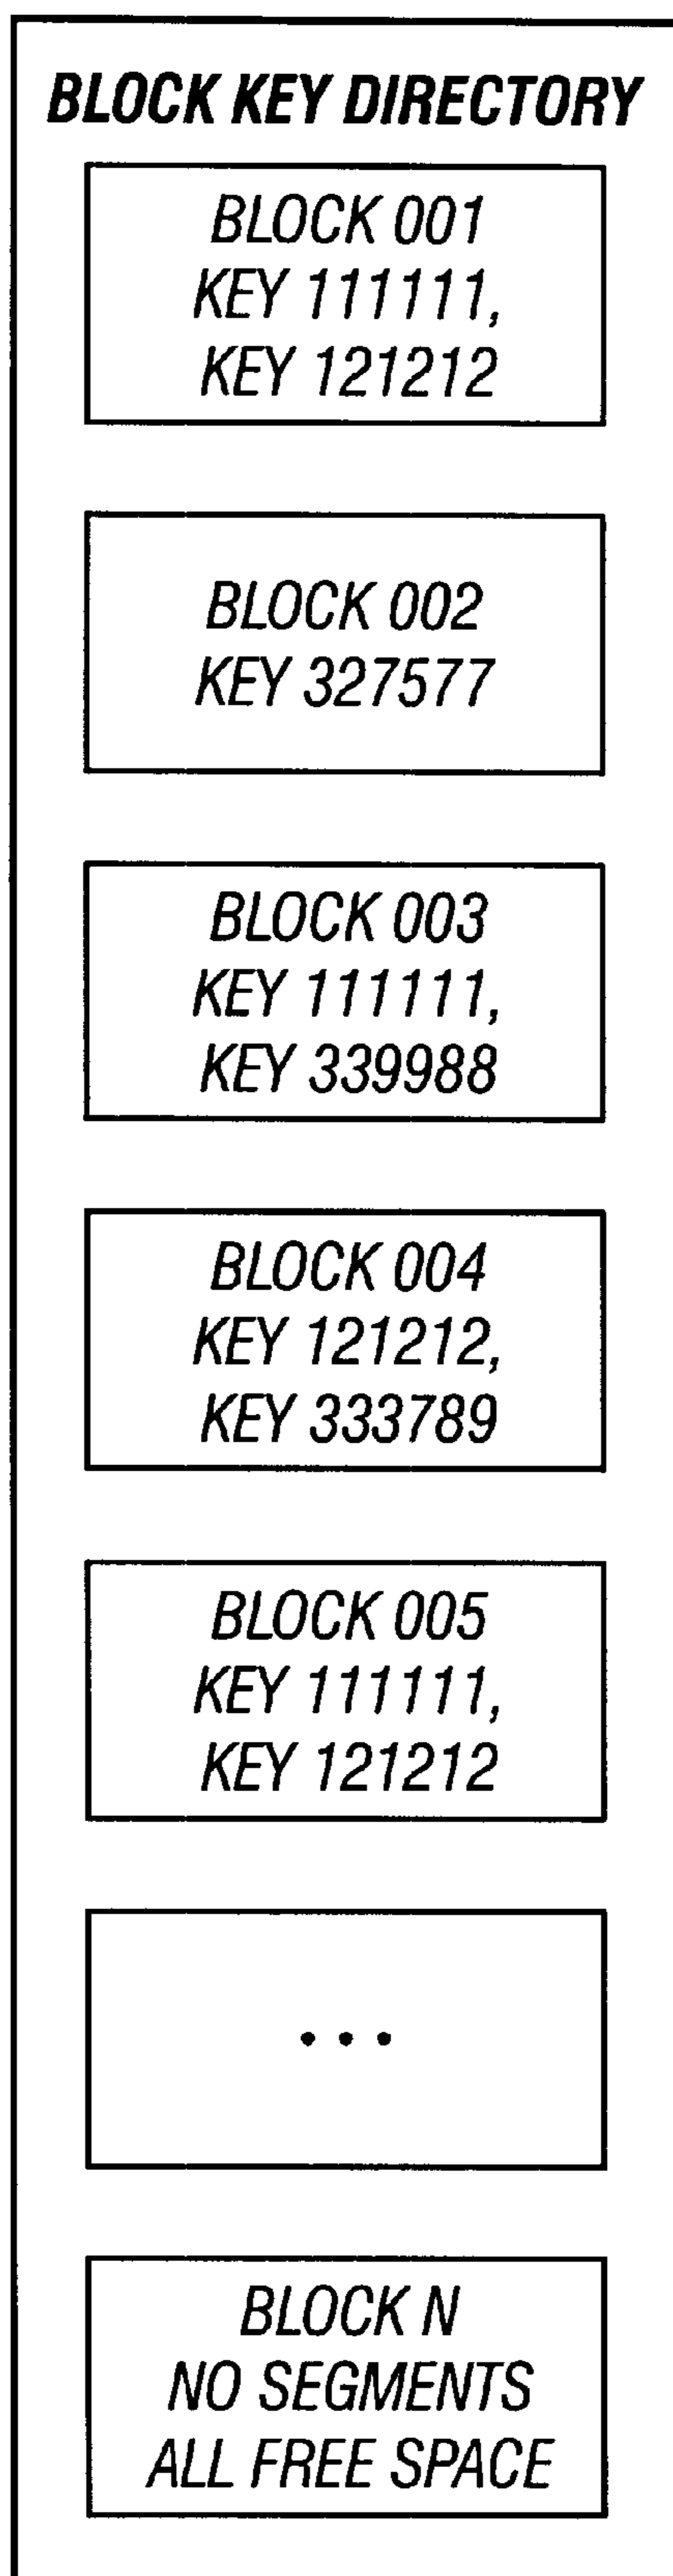 BLOCK KEY DIRECTORY
BLOCK 001
KEY 111111,
KEY 121212
BLOCK 002
KEY 327577
BLOCK 003
KEY 111111,
KEY 339988
BLOCK 004
KEY 121212,
KEY 333789
BLOCK 005
KEY 111111,
KEY 121212
• • •
BLOCK N
NO SEGMENTS
ALL FREE SPACE